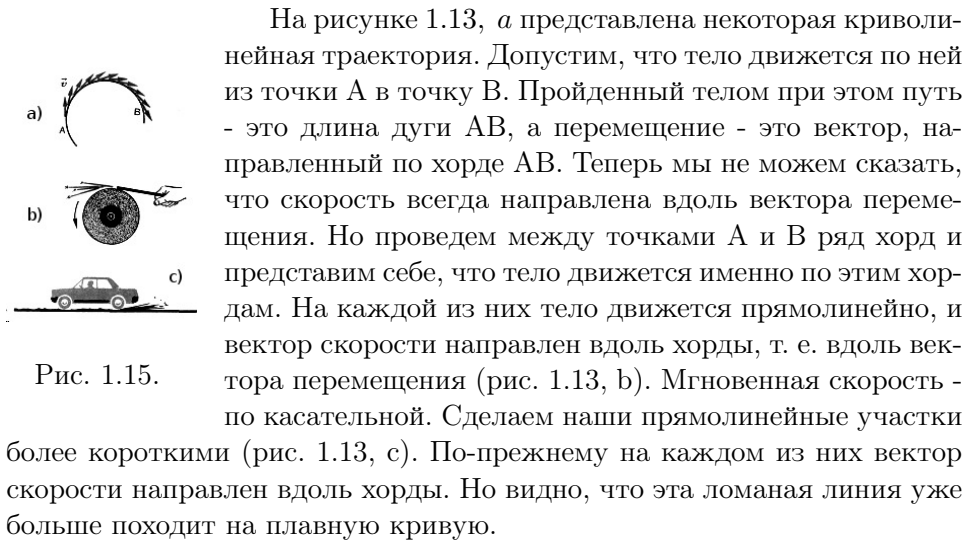 На рисунке 1.13, а представлена некоторая криволи-
нейная траектория. Допустим, что тело движется по ней
из точки А в точку В. Пройденный телом при этом путь
- это длина дуги АВ, а перемещение - это вектор, на-
правленный по хорде АВ. Теперь мы не можем сказать,
что скорость всегда направлена вдоль вектора переме-
щения. Но проведем между точками А и В ряд хорд и
представим себе, что тело движется именно по этим хор-
дам. На каждой из них тело движется прямолинейно, и
вектор скорости направлен вдоль хорды, т. е. вдоль век-
тора перемещения (рис. 1.13, b). Мгновенная скорость -
по касательной. Сделаем наши прямолинейные участки
более короткими (рис. 1.13, c). По-прежнему на каждом из них вектор
скорости направлен вдоль хорды. Но видно, что эта ломаная линия уже
больше походит на плавную кривую.
a)
v⃗
A
B
b)
c)
Рис. 1.15.